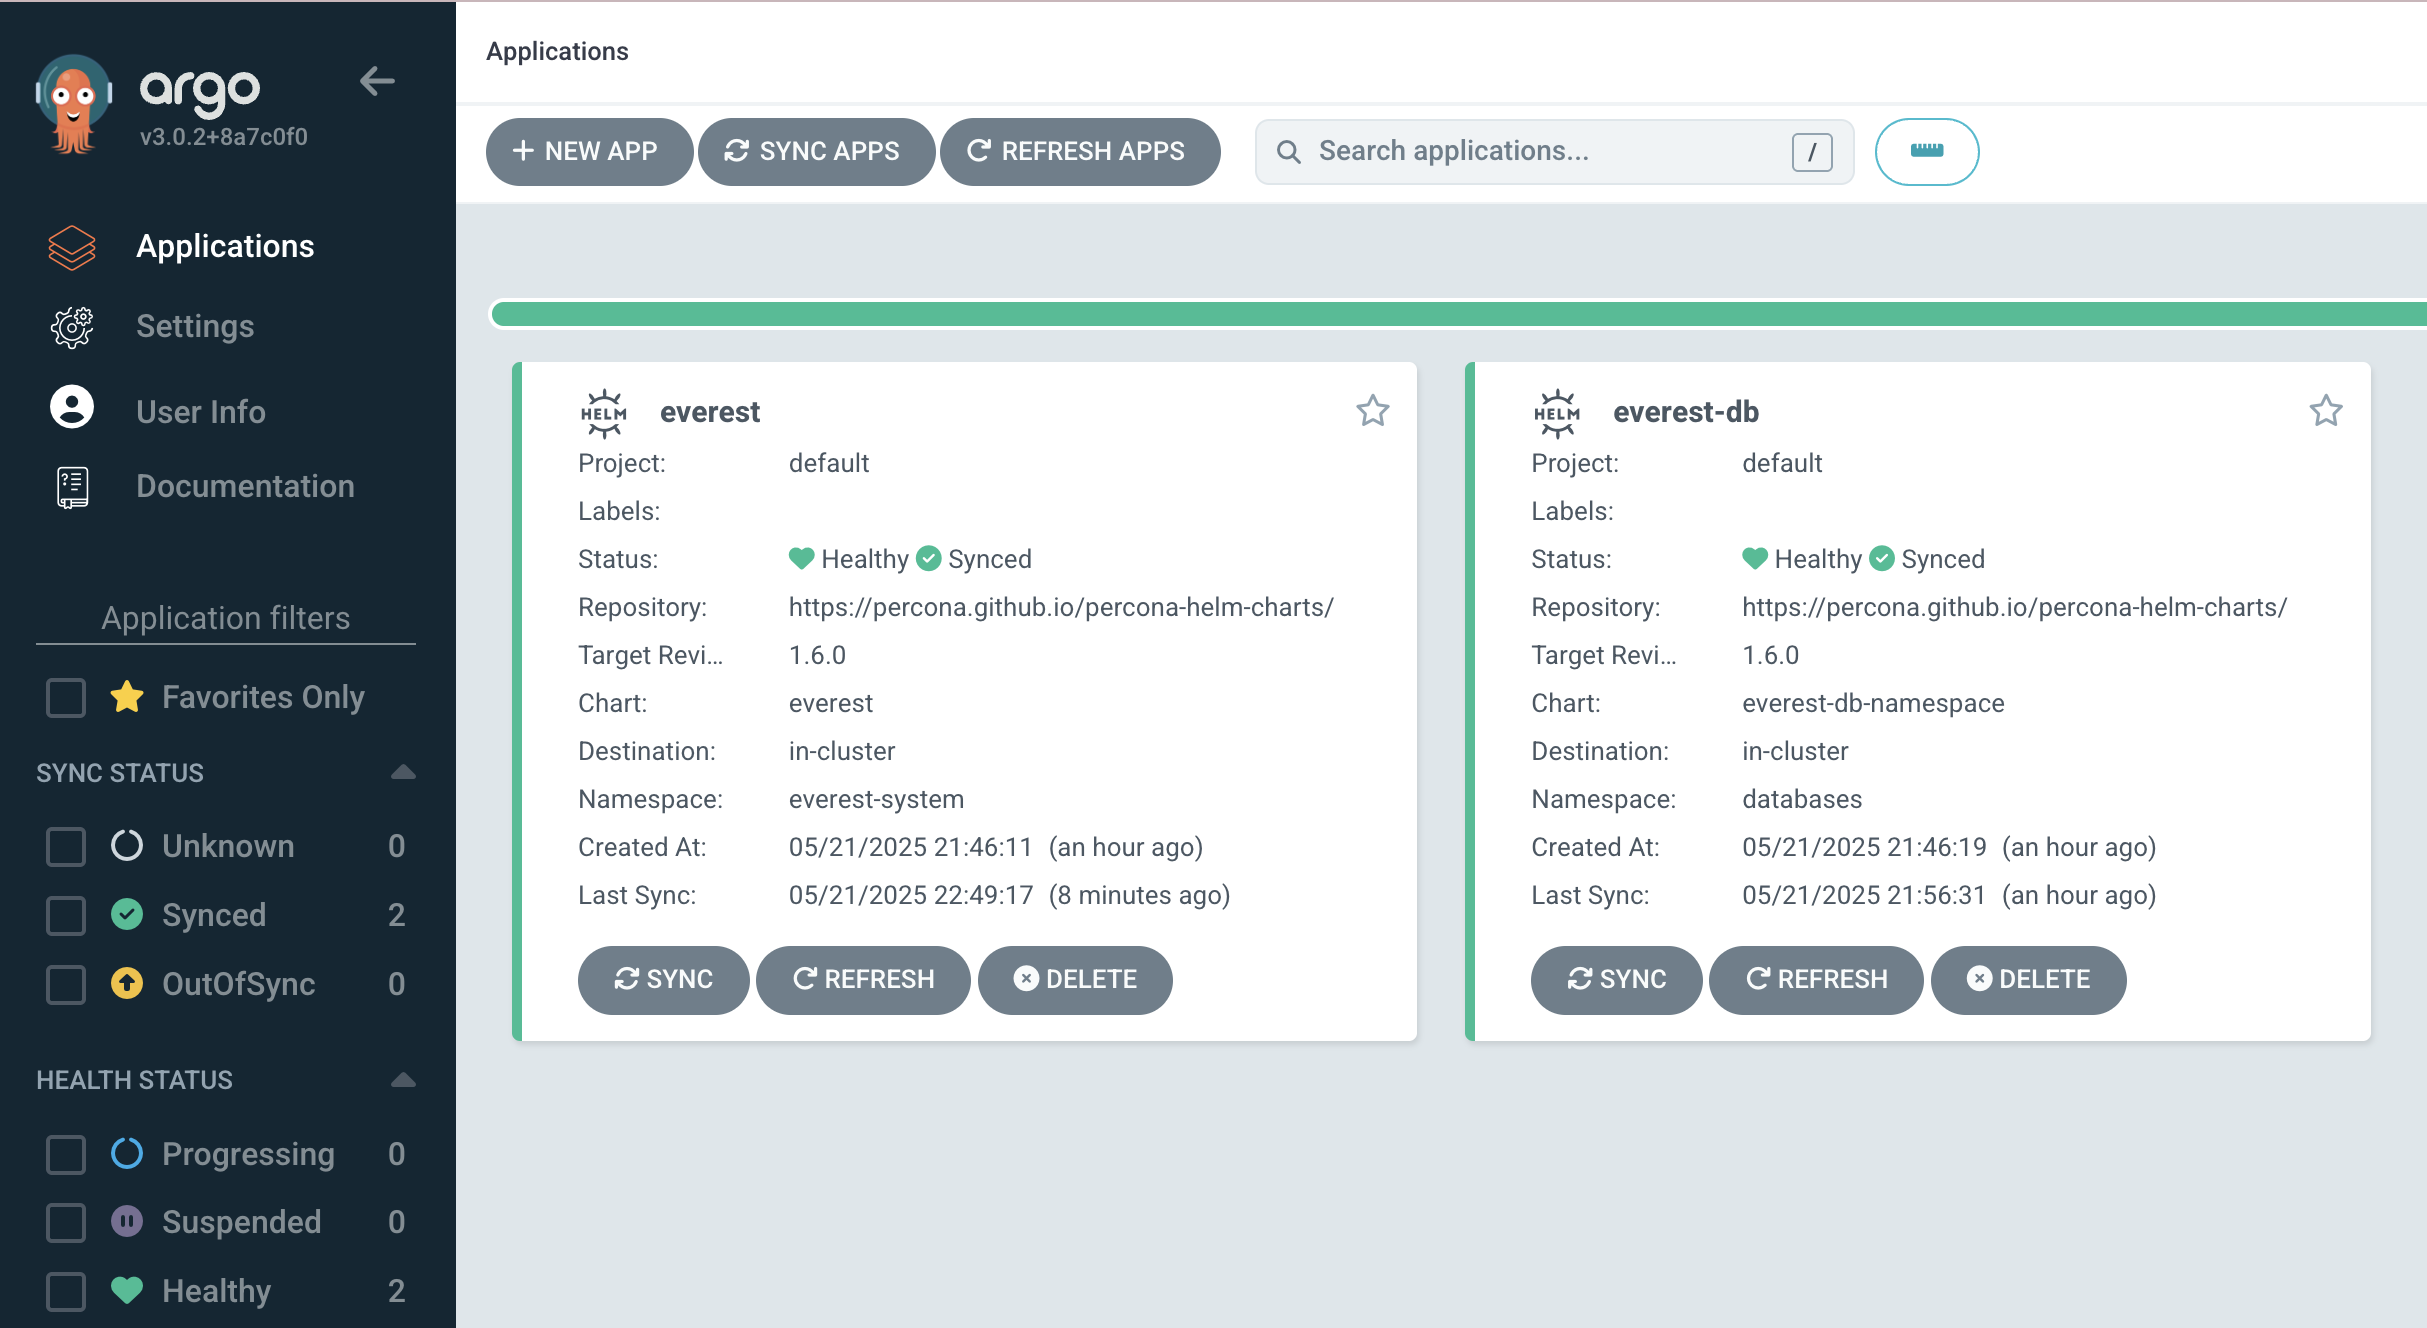 argo
v3.0.2+8a7c0f0
Applications
Settings
User Info
Documentation
Application filters
Favorites Only
SYNC STATUS
Unknown 0
Synced 2
OutOfSync 0
HEALTH STATUS
Progressing 0
Suspended 0
Healthy 2
Applications
NEW APP SYNC APPS REFRESH APPS Search applications... /
HELM everest
Project: default
Labels:
Status: Healthy Synced
Repository: https://percona.github.io/percona-helm-charts/
Target Revi... 1.6.0
Chart: everest
Destination: in-cluster
Namespace: everest-system
Created At: 05/21/2025 21:46:11 (an hour ago)
Last Sync: 05/21/2025 22:49:17 (8 minutes ago)
SYNC REFRESH DELETE
HELM everest-db
Project: default
Labels:
Status: Healthy Synced
Repository: https://percona.github.io/percona-helm-charts/
Target Revi... 1.6.0
Chart: everest-db-namespace
Destination: in-cluster
Namespace: databases
Created At: 05/21/2025 21:46:19 (an hour ago)
Last Sync: 05/21/2025 21:56:31 (an hour ago)
SYNC REFRESH DELETE